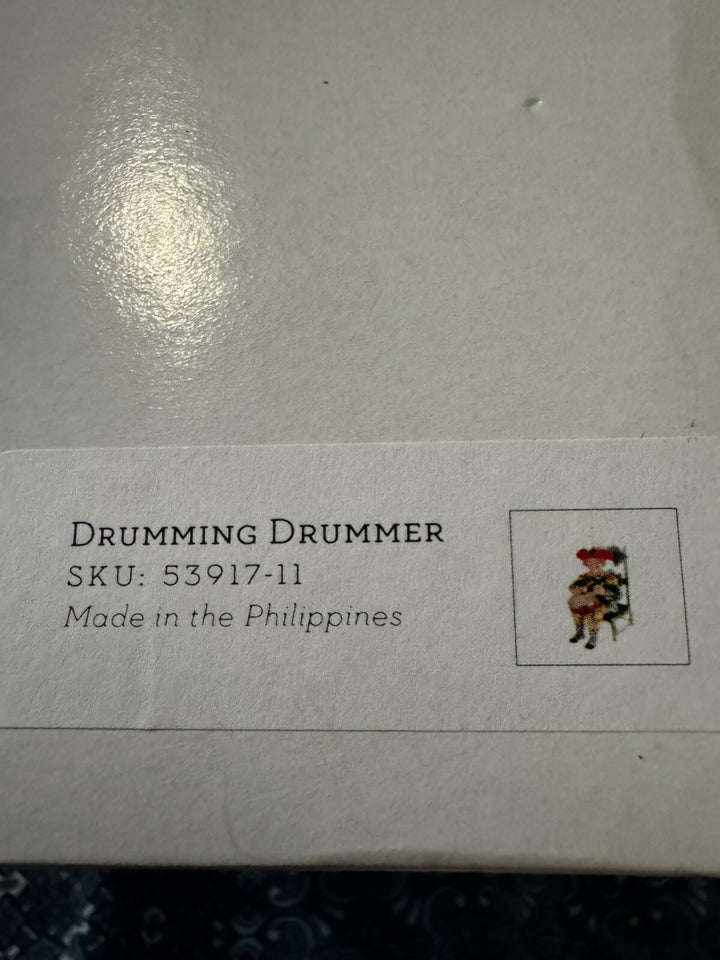 Drumming Drummer
SKU: 53917-11
Made in the Philippines